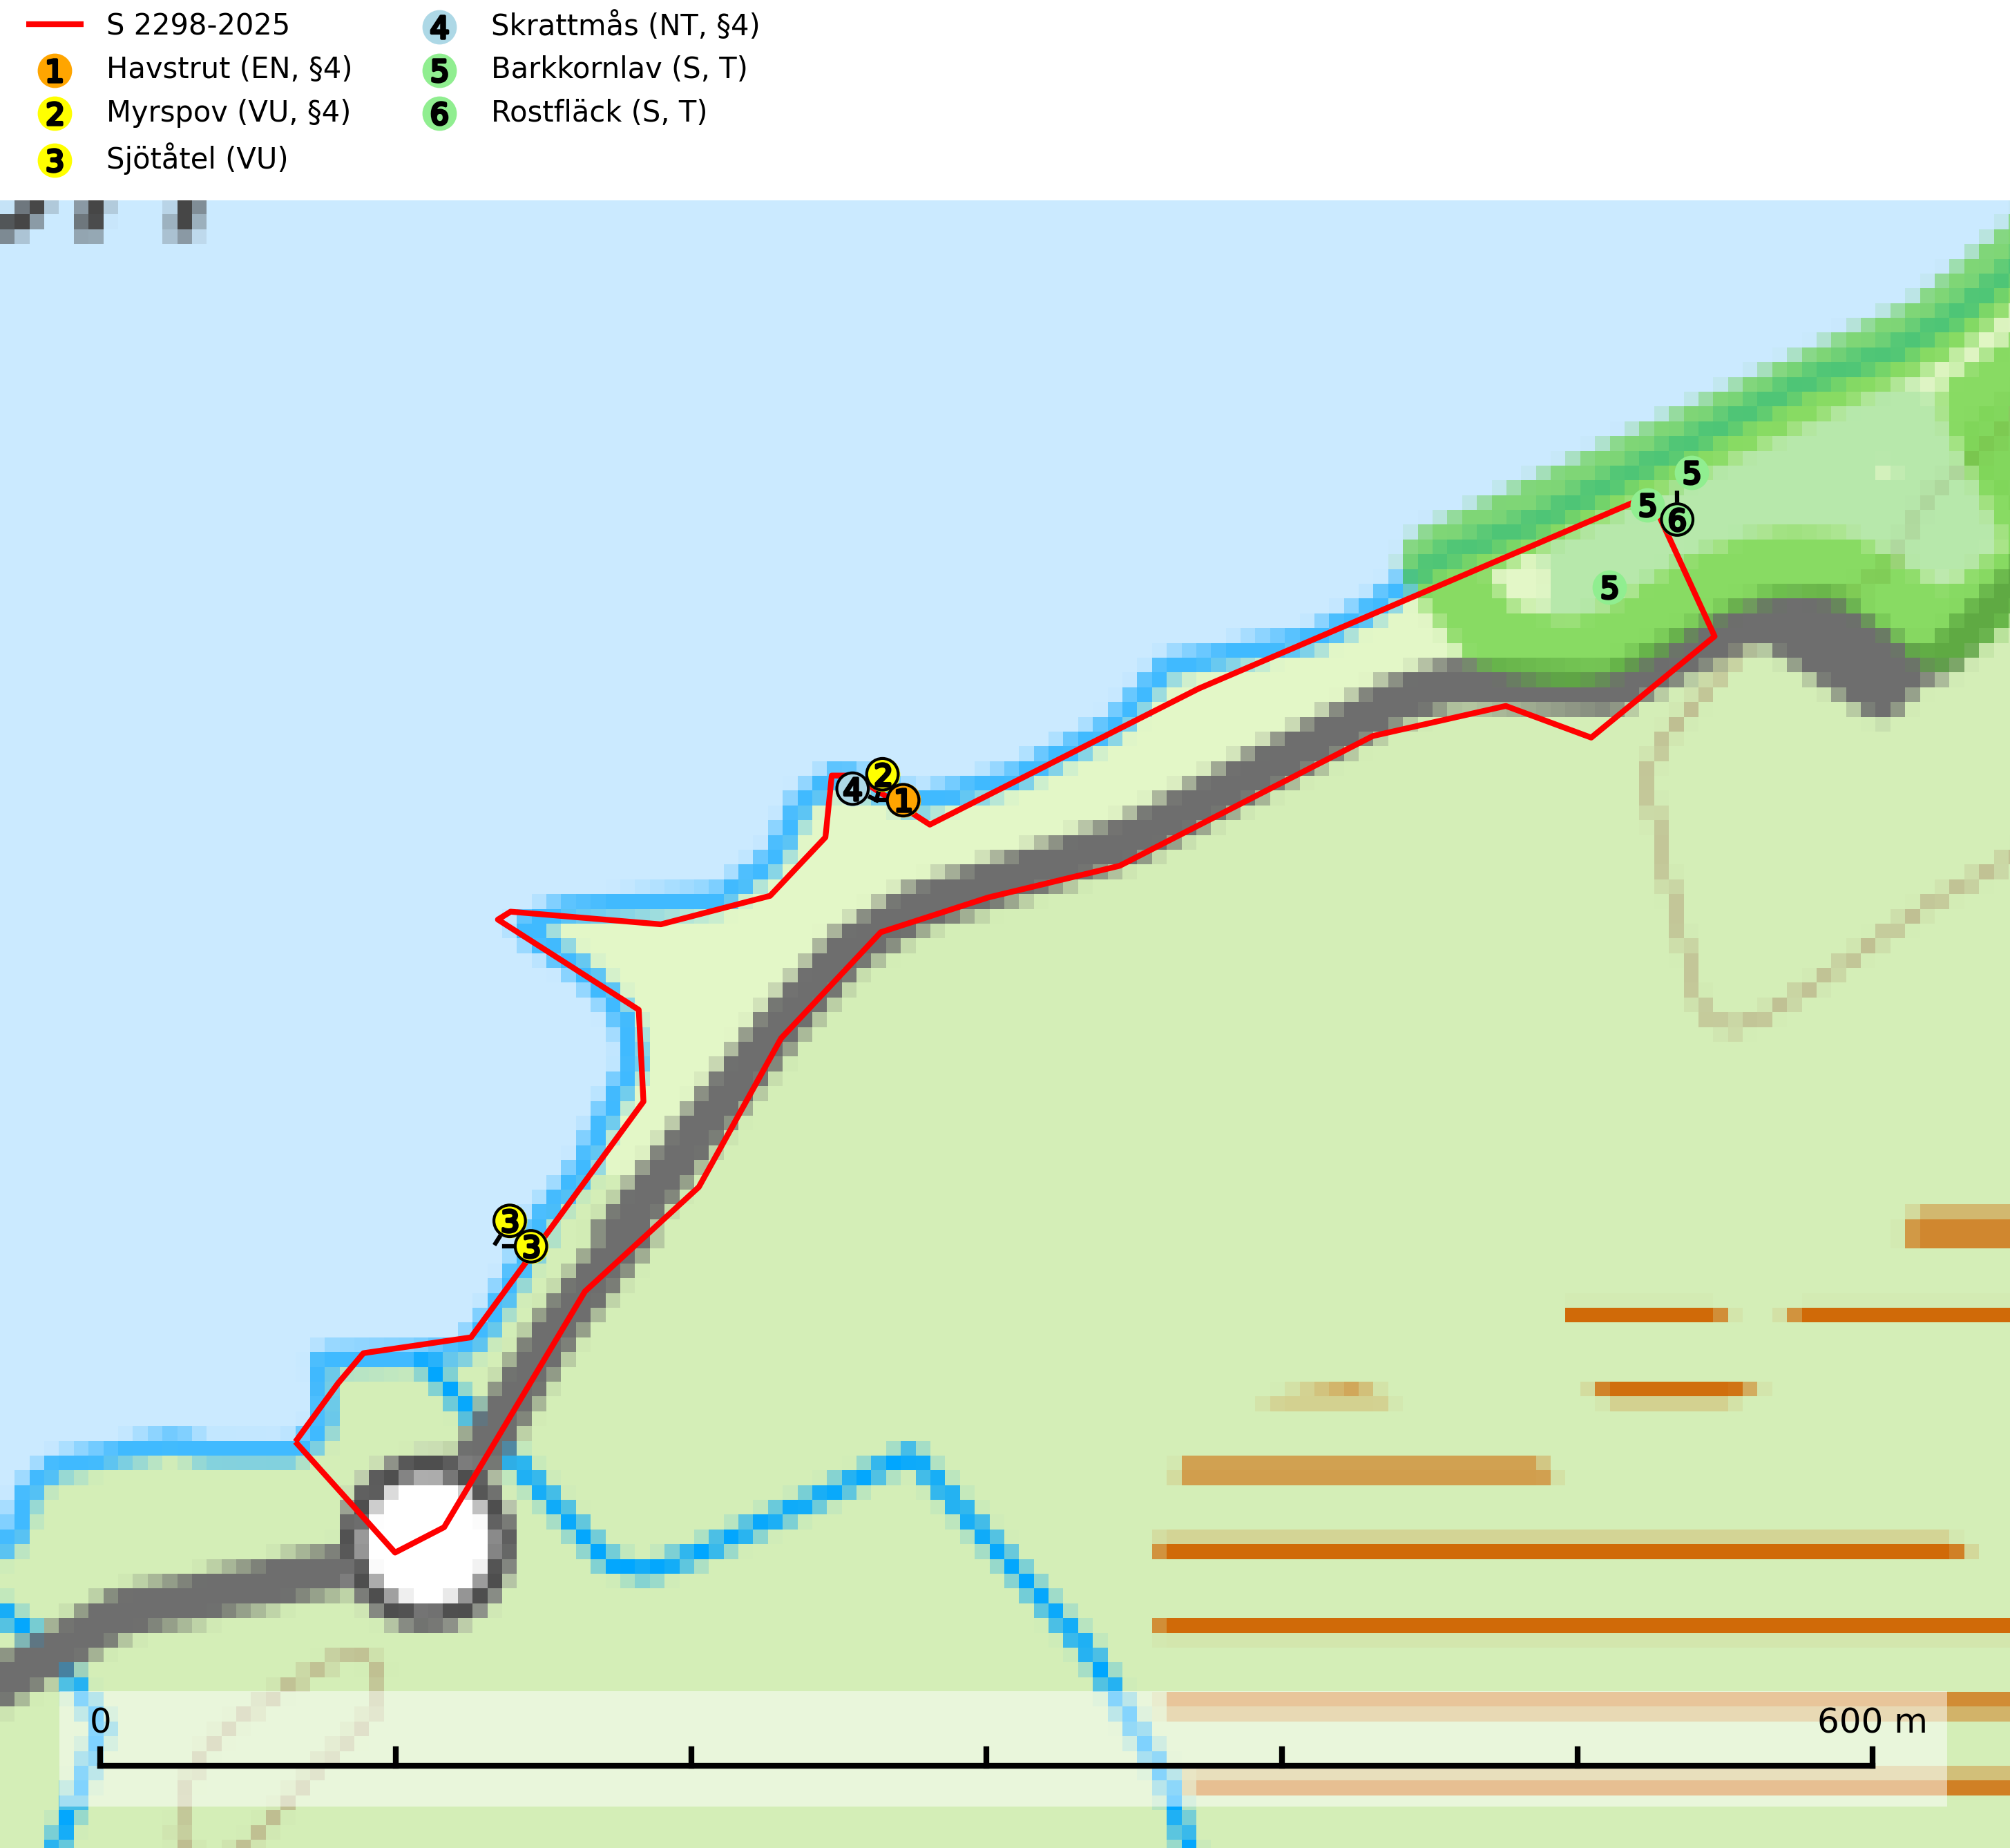 S 2298-2025
1 Havstrut (EN, §4)
2 Myrspov (VU, §4)
3 Sjötåtel (VU)
4 Skrattmås (NT, §4)
5 Barkkornlav (S, T)
6 Rostfläck (S, T)
5
5
6
5
2
4
1
3
3
0
600 m